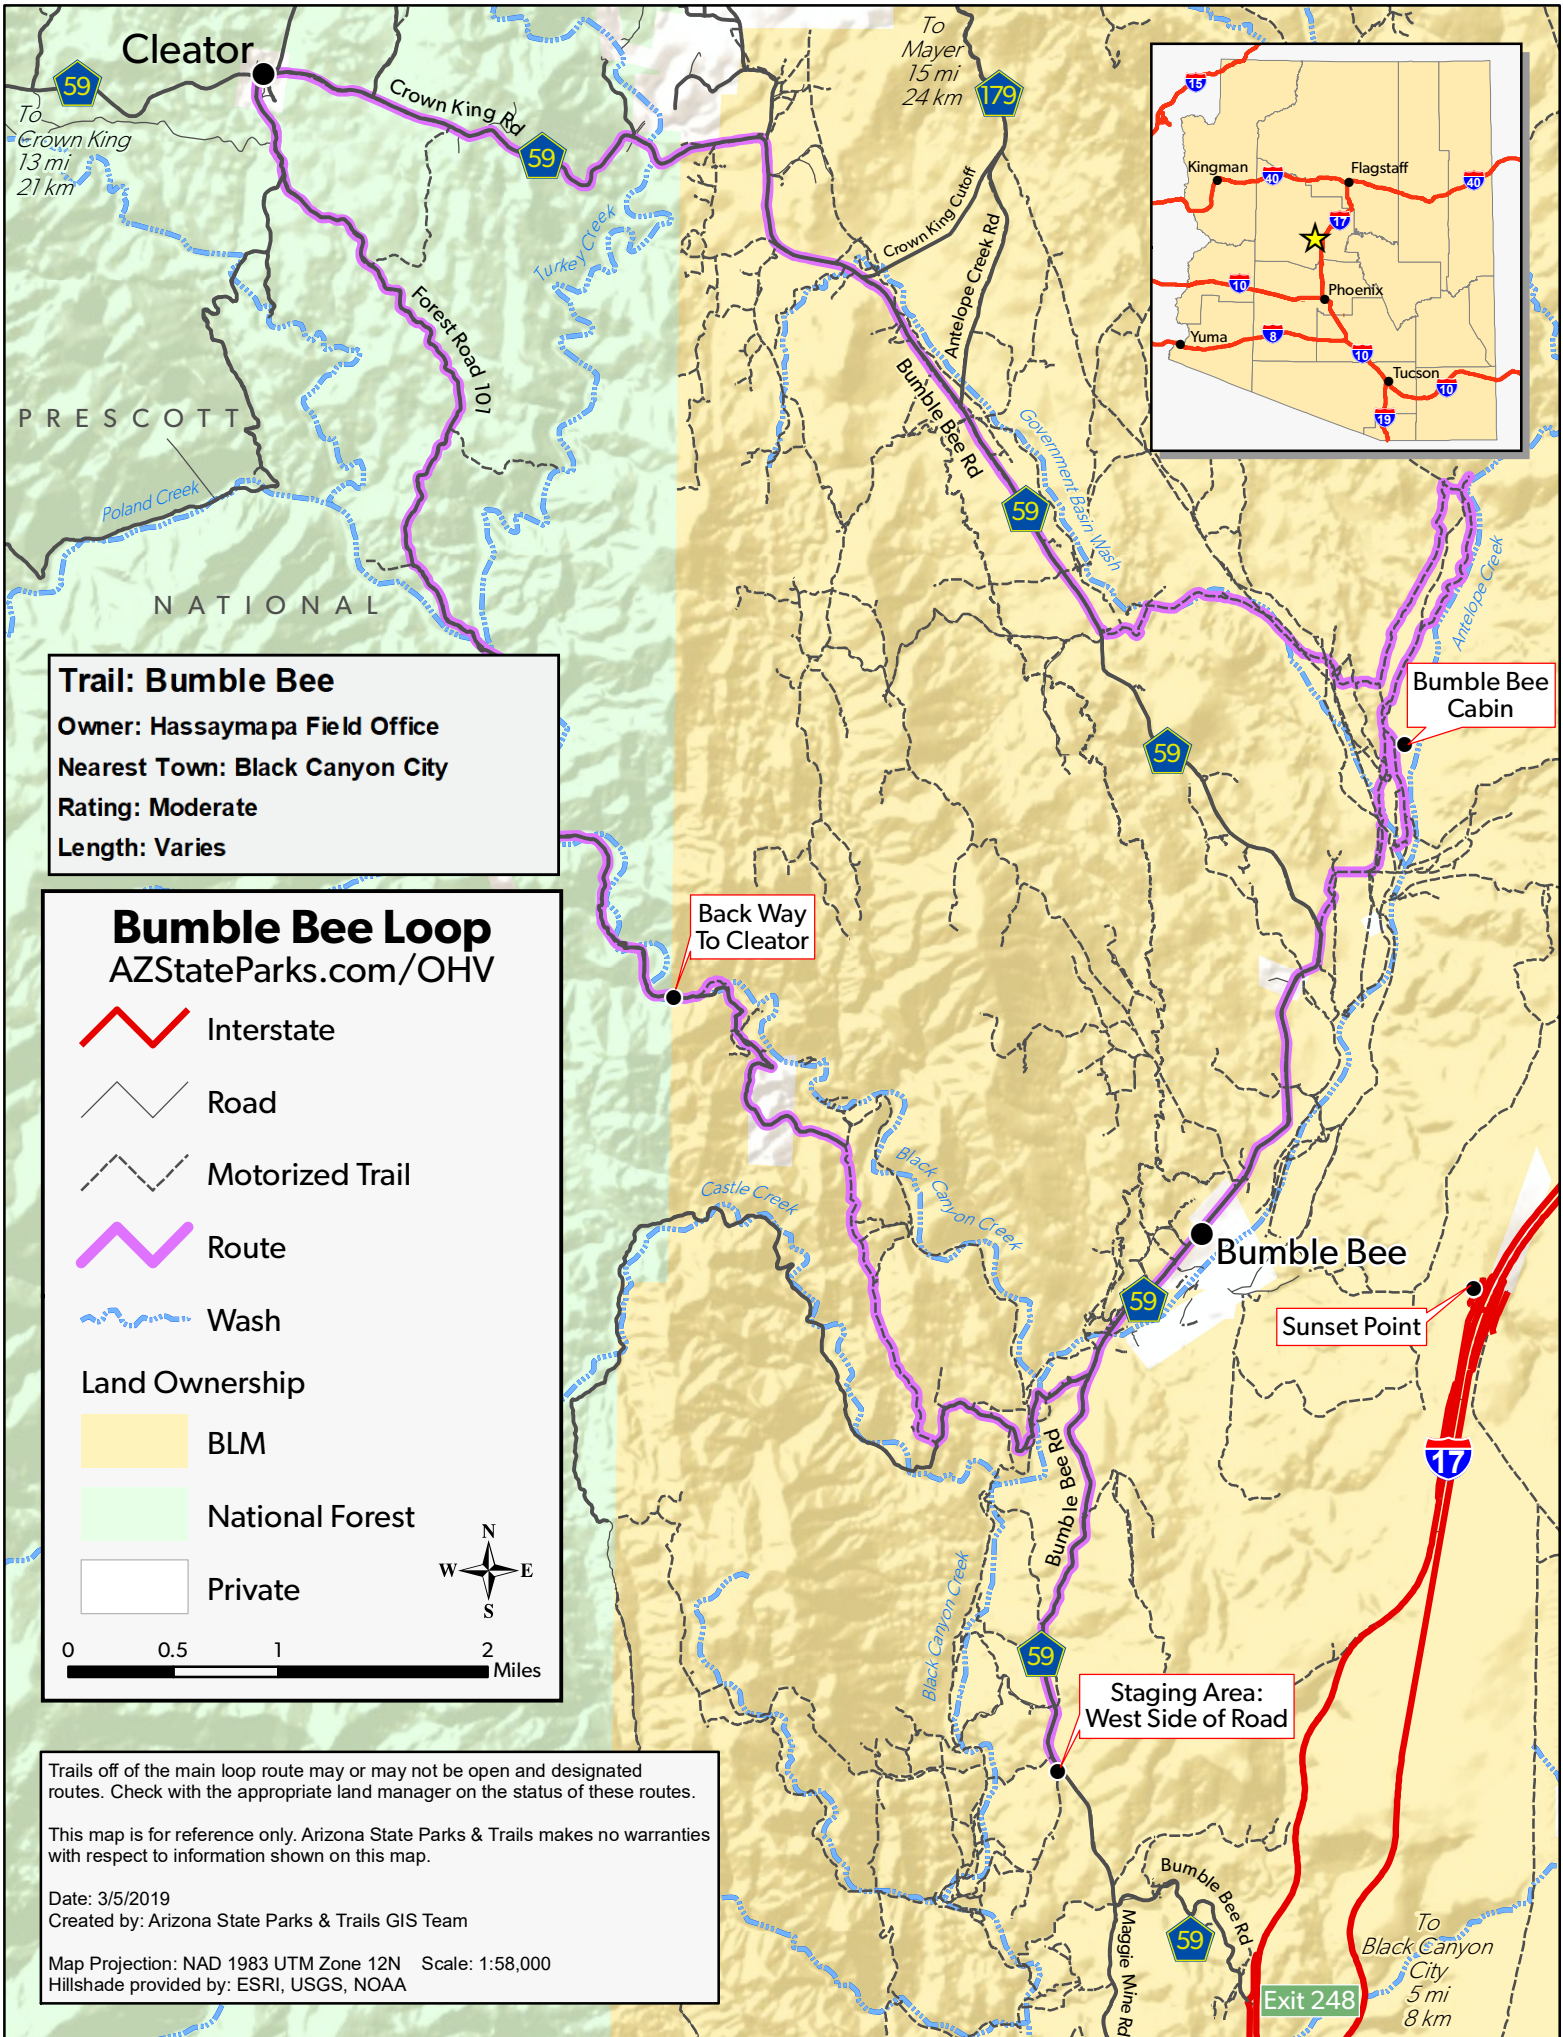 Cleator
59
To
Crown King
13 mi
21 km
Crown King Rd
59
To
Mayer
15 mi
24 km
179
Crown King Cutoff
Antelope Creek Rd
Turkey Creek
Forest Road 101
Bumble Bee Rd
59
Government Basin Wash
PRESCOTT
Poland Creek
NATIONAL
15
Kingman
40
Flagstaff
40
17
10
Phoenix
Yuma
8
10
Tucson
10
19
Antelope Creek
Bumble Bee
Cabin
59
Trail: Bumble Bee
Owner: Hassaymapa Field Office
Nearest Town: Black Canyon City
Rating: Moderate
Length: Varies
Back Way
To Cleator
Bumble Bee Loop
AZStateParks.com/OHV
Interstate
Road
Motorized Trail
Route
Wash
Land Ownership
BLM
National Forest
Private
N
W
E
S
0
0.5
1
2
Miles
Castle Creek
Black Canyon Creek
Bumble Bee
59
Sunset Point
17
Bumble Bee Rd
Black Canyon Creek
59
Staging Area:
West Side of Road
Bumble Bee Rd
59
Maggie Mine Rd
Exit 248
To
Black Canyon
City
5 mi
8 km
Trails off of the main loop route may or may not be open and designated
routes. Check with the appropriate land manager on the status of these routes.
This map is for reference only. Arizona State Parks & Trails makes no warranties
with respect to information shown on this map.
Date: 3/5/2019
Created by: Arizona State Parks & Trails GIS Team
Map Projection: NAD 1983 UTM Zone 12N Scale: 1:58,000
Hillshade provided by: ESRI, USGS, NOAA